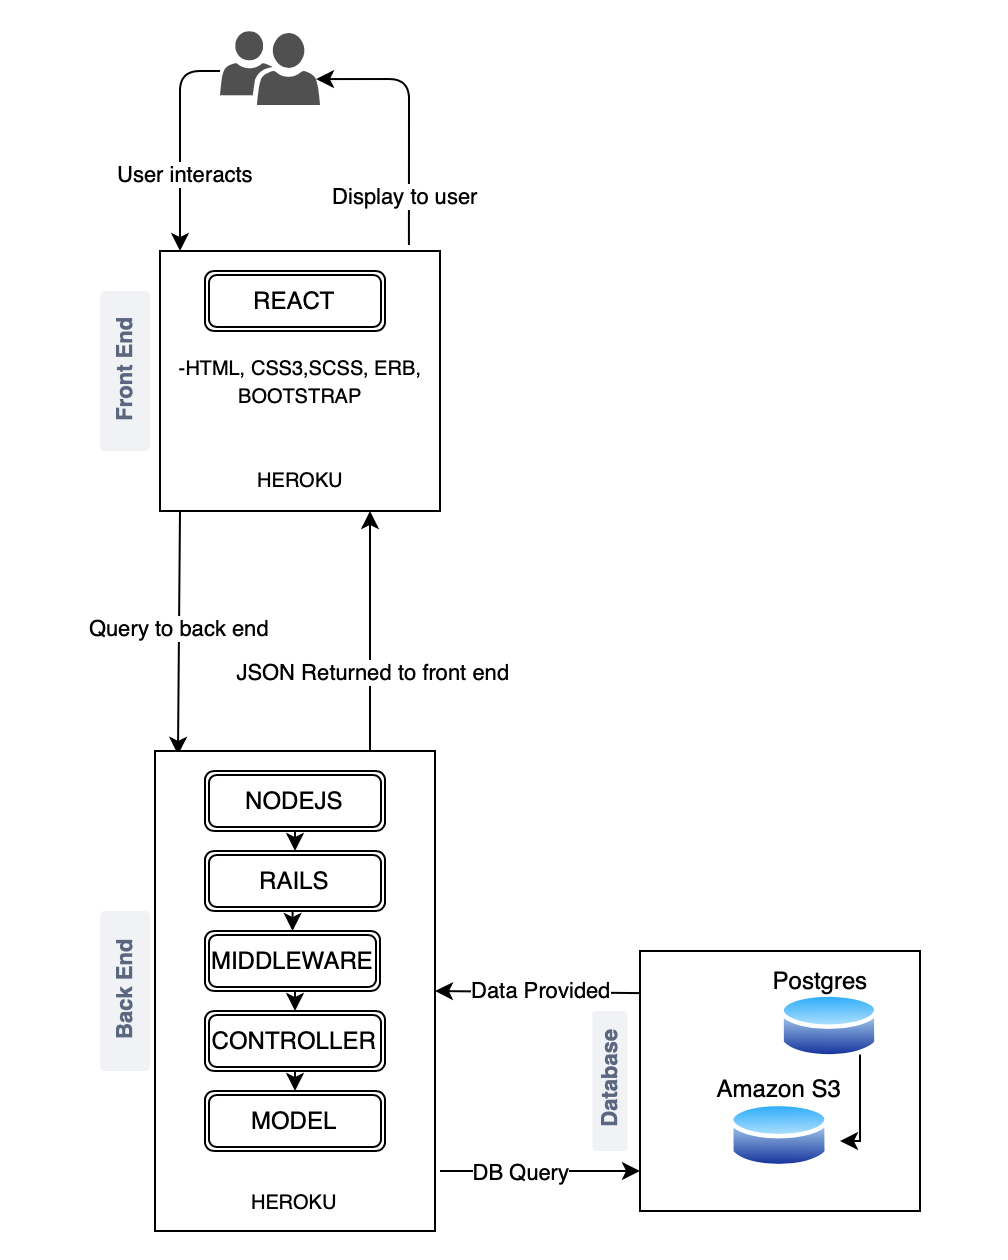 User interacts
Display to user
Front End
REACT
-HTML, CSS3,SCSS, ERB,
BOOTSTRAP
HEROKU
Query to back end
JSON Returned to front end
Back End
NODEJS
RAILS
MIDDLEWARE
CONTROLLER
MODEL
HEROKU
Data Provided
DB Query
Database
Postgres
Amazon S3